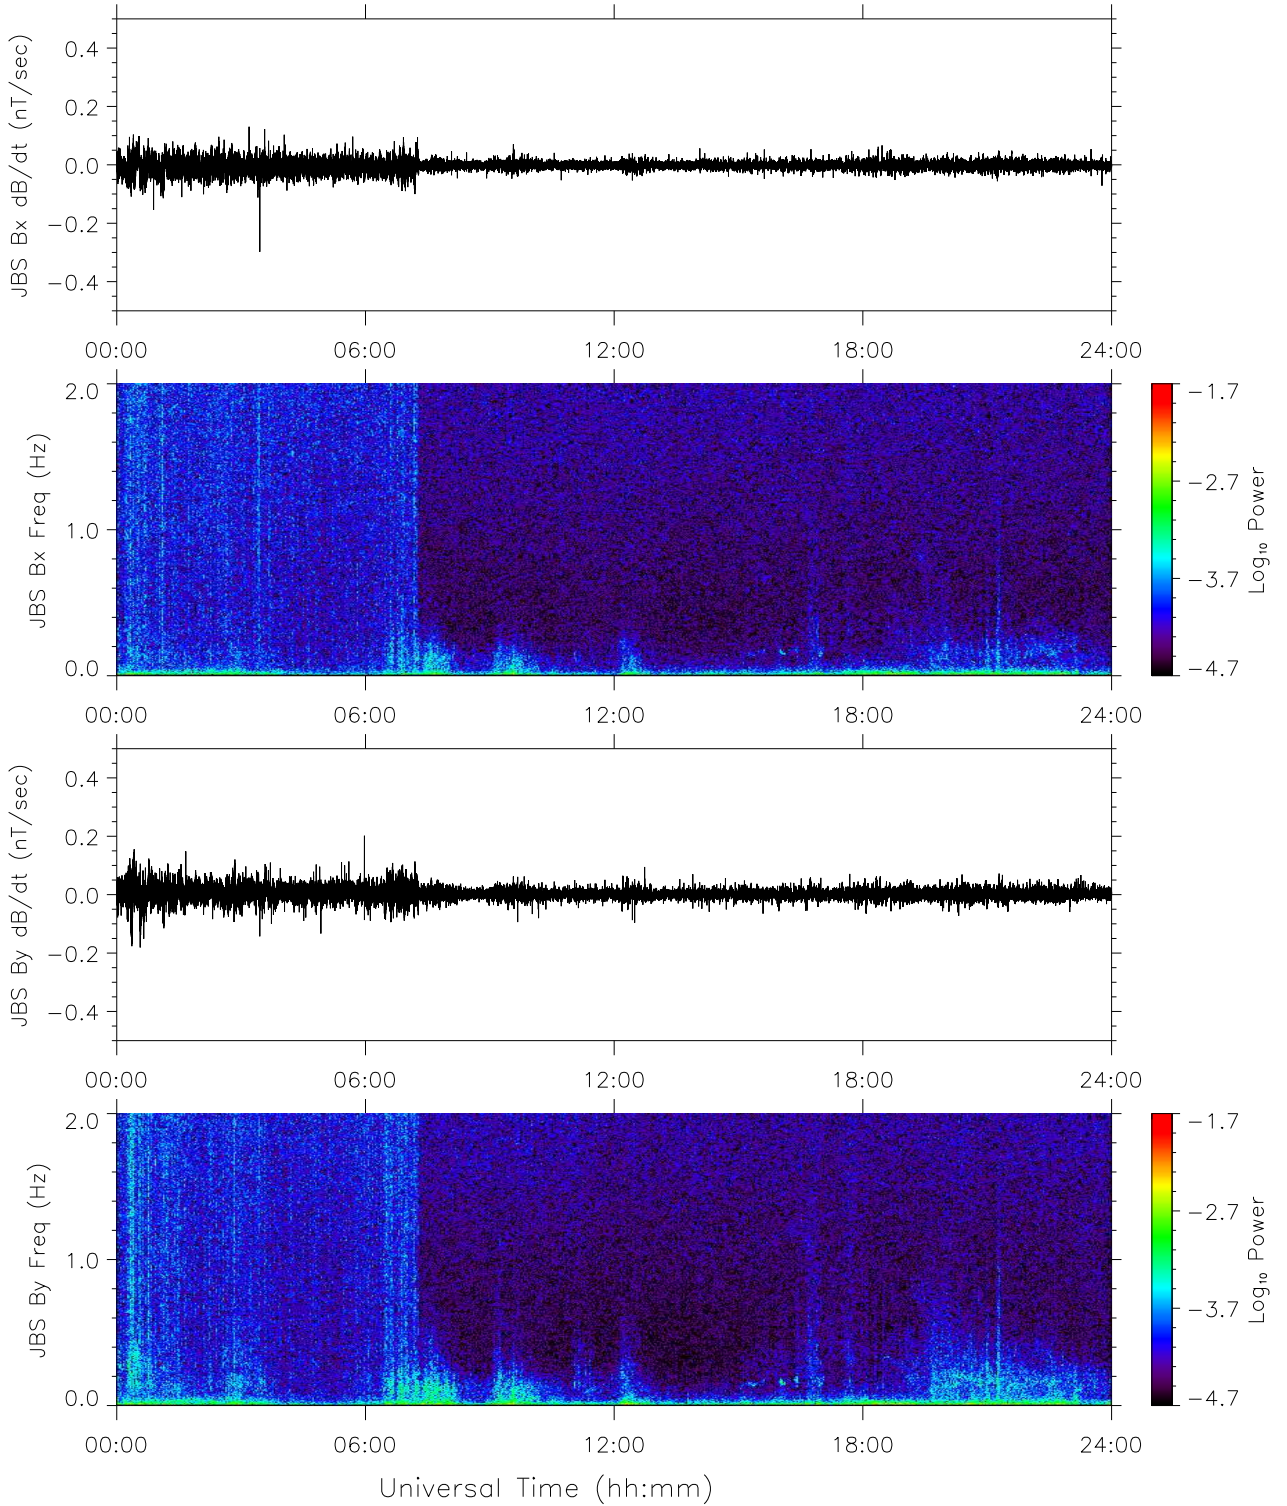 JBS Bx dB/dt (nT/sec)
0.4
0.2
0.0
−0.2
−0.4
00:00 06:00 12:00 18:00 24:00
JBS Bx Freq (Hz)
2.0
1.0
0.0
−1.7
−2.7
−3.7
−4.7
Log₁₀ Power
00:00 06:00 12:00 18:00 24:00
JBS By dB/dt (nT/sec)
0.4
0.2
0.0
−0.2
−0.4
00:00 06:00 12:00 18:00 24:00
JBS By Freq (Hz)
2.0
1.0
0.0
−1.7
−2.7
−3.7
−4.7
Log₁₀ Power
00:00 06:00 12:00 18:00 24:00
Universal Time (hh:mm)